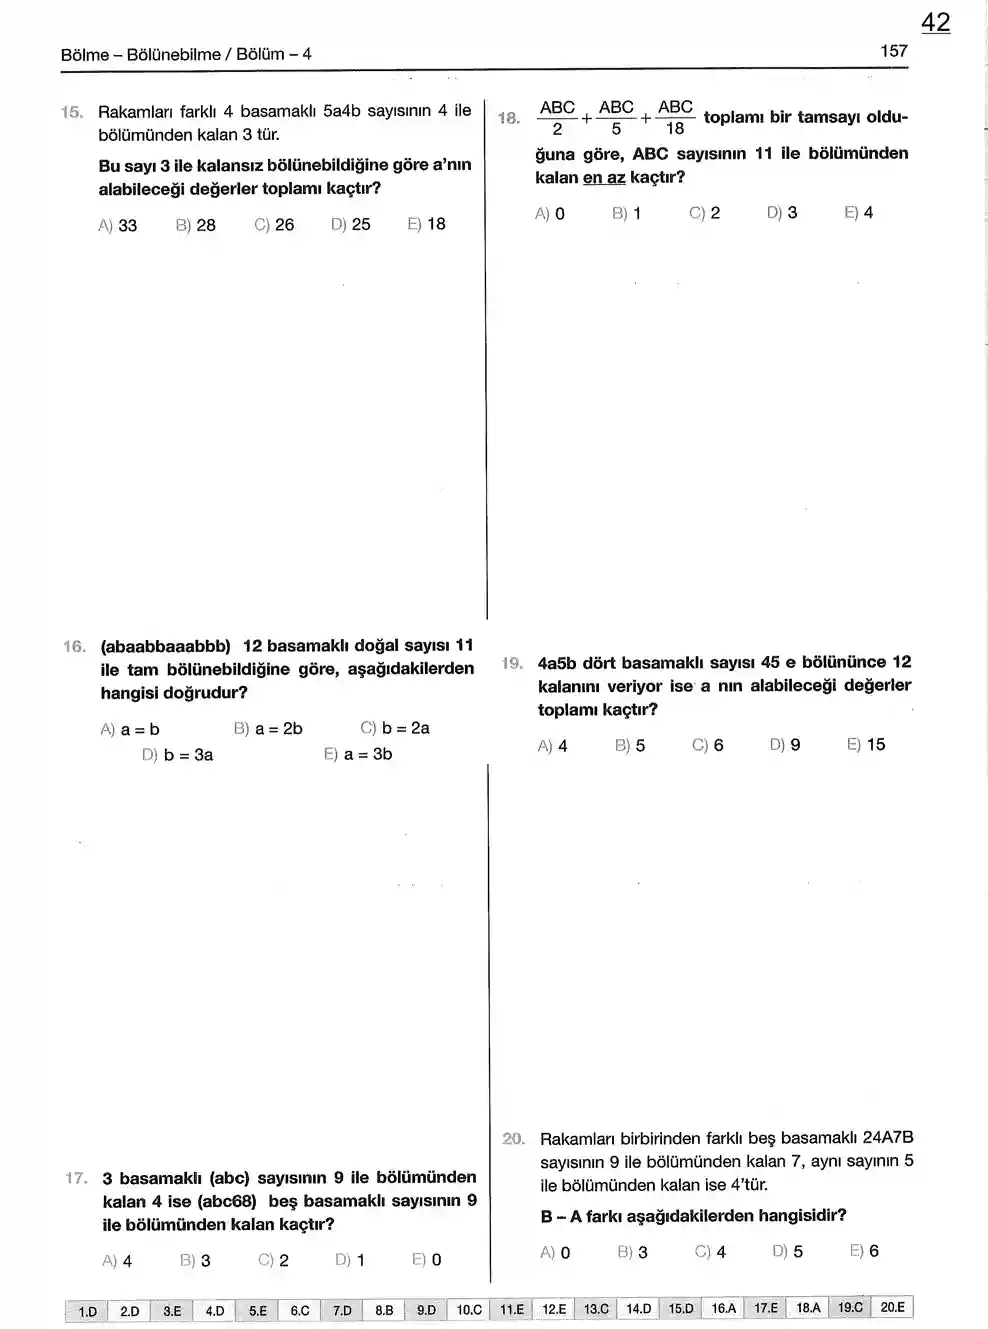 42
Bölme – Bölünebilme / Bölüm – 4
157
15. Rakamları farklı 4 basamaklı 5a4b sayısının 4 ile
bölümünden kalan 3 tür.
Bu sayı 3 ile kalansız bölünebildiğine göre a'nın
alabileceği değerler toplamı kaçtır?
A) 33 B) 28 C) 26 D) 25 E) 18
16. (abaabbaaabbb) 12 basamaklı doğal sayısı 11
ile tam bölünebildiğine göre, aşağıdakilerden
hangisi doğrudur?
A) a = b B) a = 2b C) b = 2a
D) b = 3a E) a = 3b
17. 3 basamaklı (abc) sayısının 9 ile bölümünden
kalan 4 ise (abc68) beş basamaklı sayısının 9
ile bölümünden kalan kaçtır?
A) 4 B) 3 C) 2 D) 1 E) 0
18. ABC/2 + ABC/5 + ABC/18 toplamı bir tamsayı oldu-
ğuna göre, ABC sayısının 11 ile bölümünden
kalan en az kaçtır?
A) 0 B) 1 C) 2 D) 3 E) 4
19. 4a5b dört basamaklı sayısı 45 e bölününce 12
kalanını veriyor ise a nın alabileceği değerler
toplamı kaçtır?
A) 4 B) 5 C) 6 D) 9 E) 15
20. Rakamları birbirinden farklı beş basamaklı 24A7B
sayısının 9 ile bölümünden kalan 7, aynı sayının 5
ile bölümünden kalan ise 4'tür.
B – A farkı aşağıdakilerden hangisidir?
A) 0 B) 3 C) 4 D) 5 E) 6
1.D 2.D 3.E 4.D 5.E 6.C 7.D 8.B 9.D 10.C 11.E 12.E 13.C 14.D 15.D 16.A 17.E 18.A 19.C 20.E